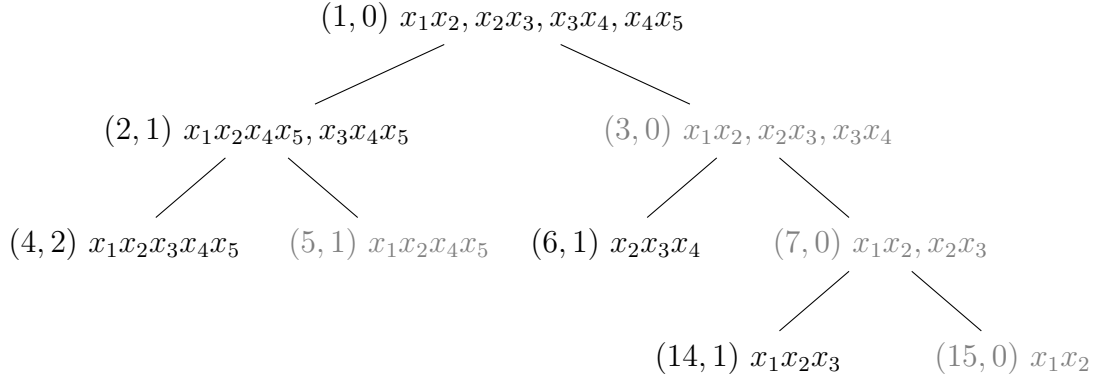 (1, 0) x₁x₂, x₂x₃, x₃x₄, x₄x₅
(2, 1) x₁x₂x₄x₅, x₃x₄x₅
(3, 0) x₁x₂, x₂x₃, x₃x₄
(4, 2) x₁x₂x₃x₄x₅
(5, 1) x₁x₂x₄x₅
(6, 1) x₂x₃x₄
(7, 0) x₁x₂, x₂x₃
(14, 1) x₁x₂x₃
(15, 0) x₁x₂